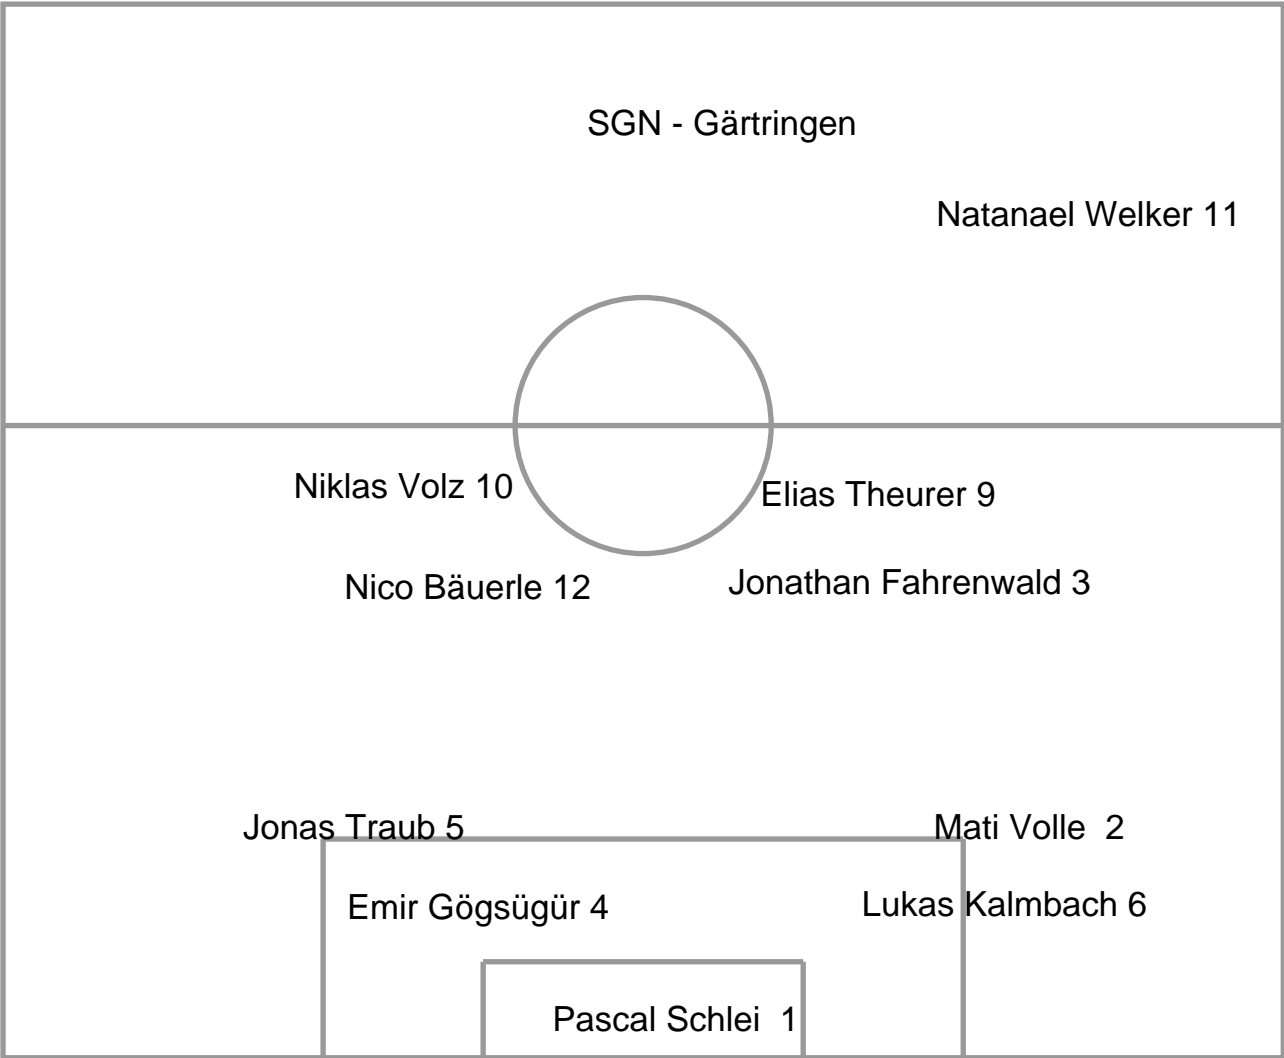 SGN - Gärtringen
Natanael Welker 11
Niklas Volz 10
Elias Theurer 9
Nico Bäuerle 12
Jonathan Fahrenwald 3
Jonas Traub 5
Mati Volle 2
Emir Gögsügür 4
Lukas Kalmbach 6
Pascal Schlei 1